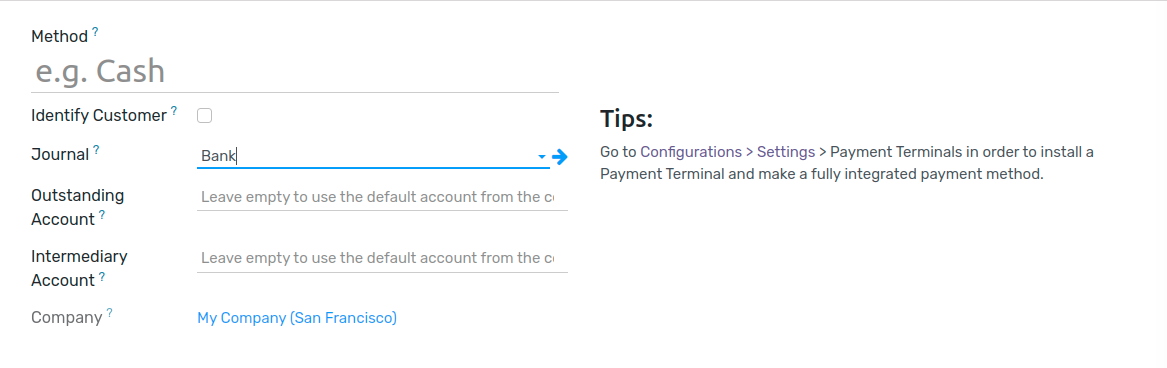 Method ?
e.g. Cash
Identify Customer ?
Journal ?
Bank
Outstanding
Account ?
Leave empty to use the default account from the c
Intermediary
Account ?
Leave empty to use the default account from the c
Company ?
My Company (San Francisco)
Tips:
Go to Configurations > Settings > Payment Terminals in order to install a
Payment Terminal and make a fully integrated payment method.